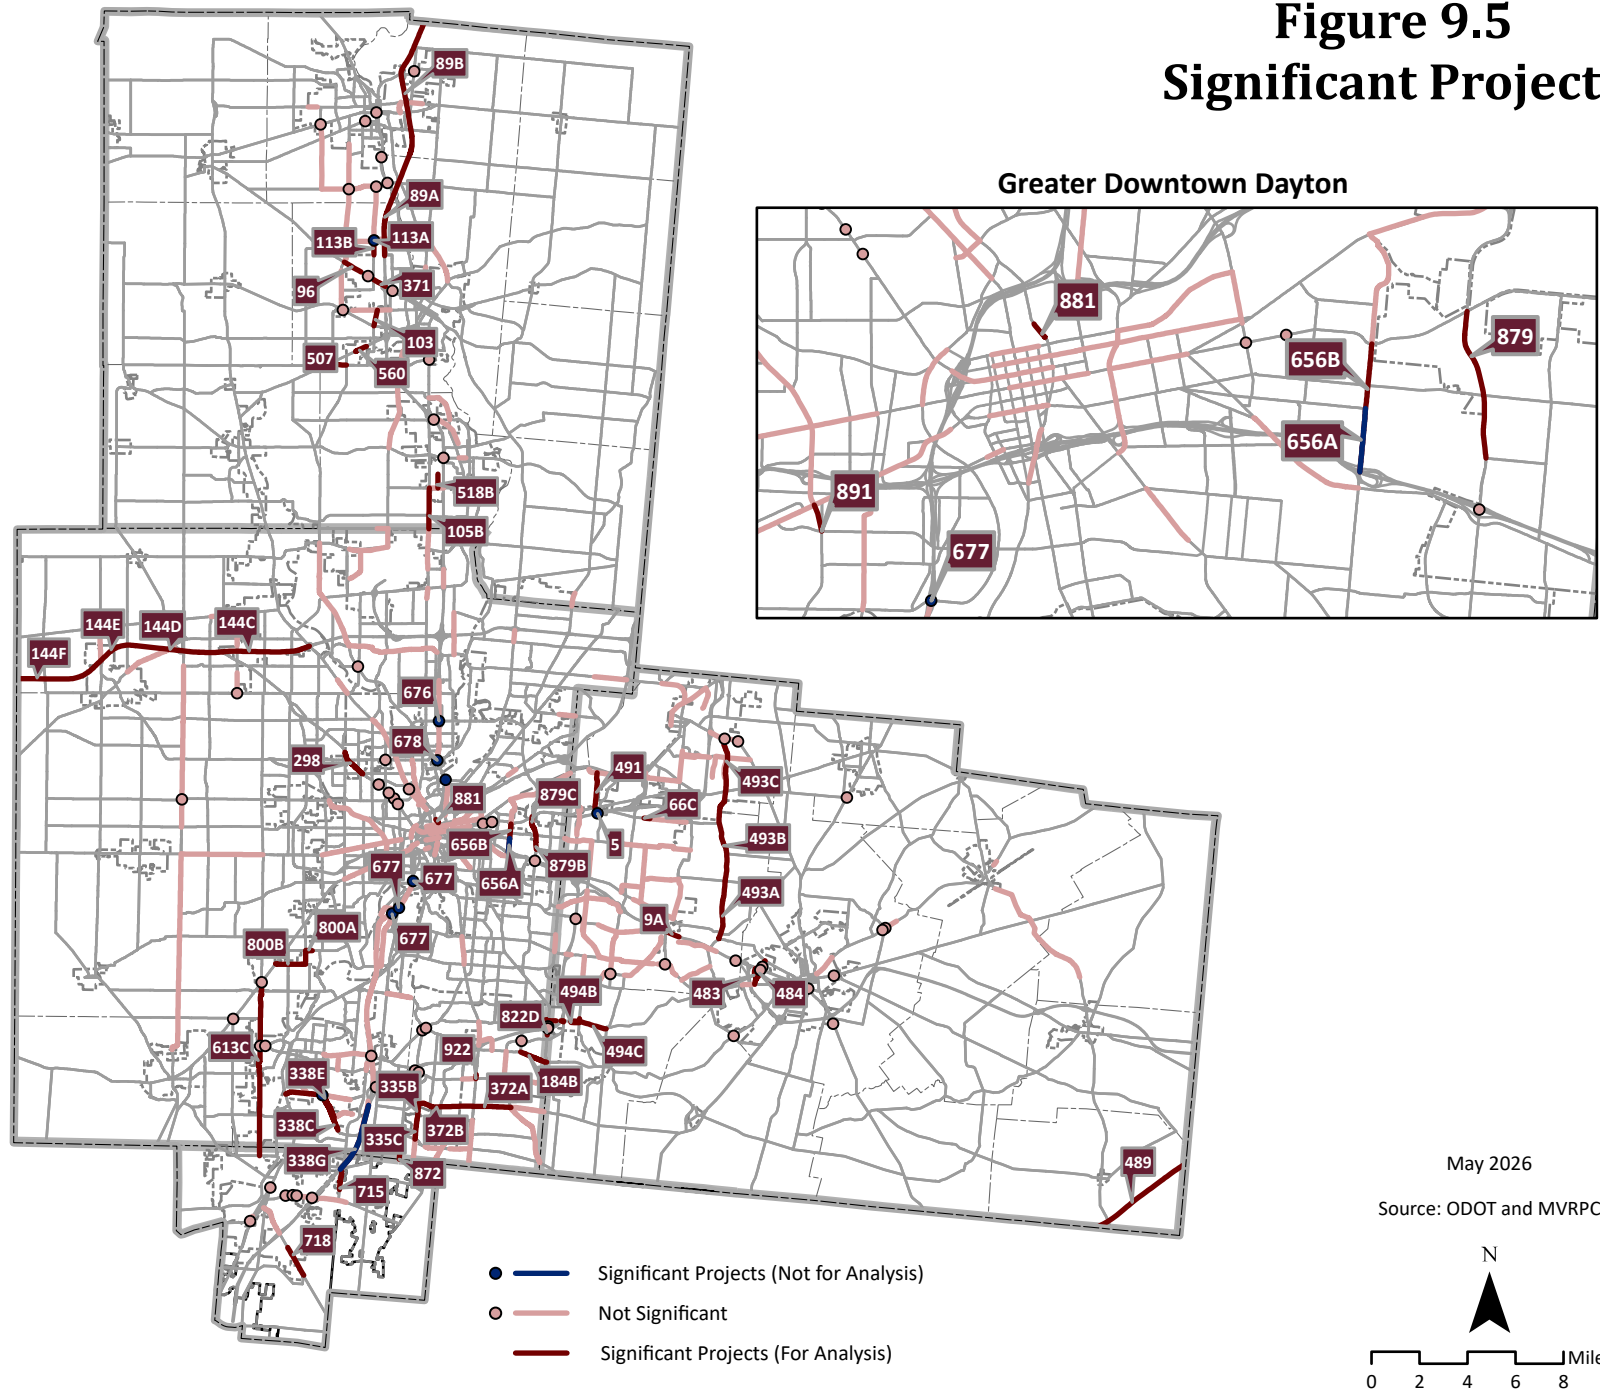 Figure 9.5
Significant Project
Greater Downtown Dayton
881
879
656B
656A
891
677
89B
89A
113B
113A
96
371
103
507
560
518B
105B
144E
144D
144C
144F
676
678
298
491
493C
881
879C
66C
656B
5
493B
677
677
656A
879B
493A
9A
800A
800B
677
494B
483
484
822D
613C
922
494C
338E
335B
372A
184B
338C
335C
372B
338G
872
489
715
718
Significant Projects (Not for Analysis)
Not Significant
Significant Projects (For Analysis)
May 2026
Source: ODOT and MVRPC
N
Mile
0 2 4 6 8